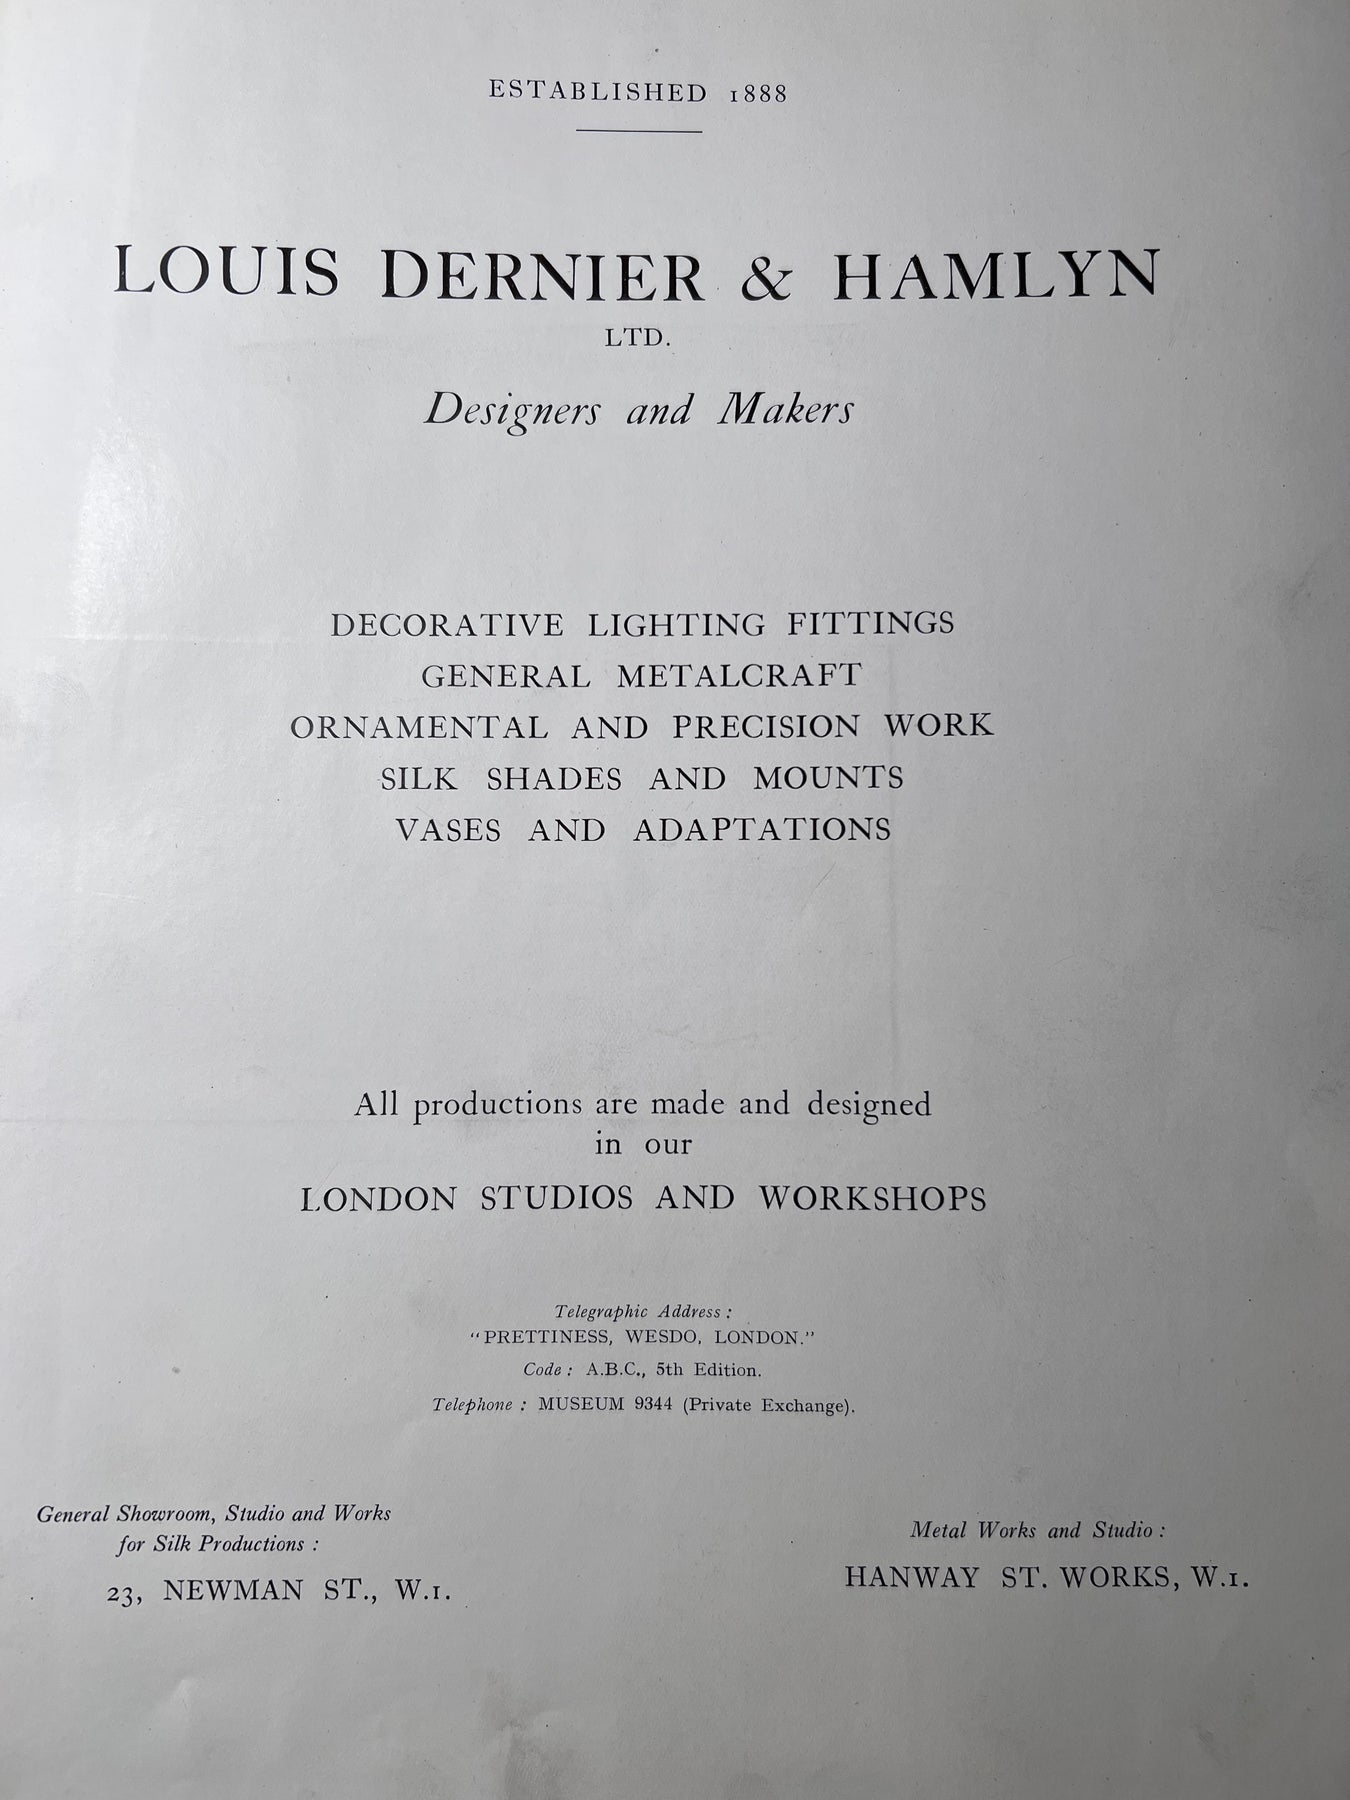 ESTABLISHED 1888
LOUIS DERNIER & HAMLYN
LTD.
Designers and Makers
DECORATIVE LIGHTING FITTINGS
GENERAL METALCRAFT
ORNAMENTAL AND PRECISION WORK
SILK SHADES AND MOUNTS
VASES AND ADAPTATIONS
All productions are made and designed
in our
LONDON STUDIOS AND WORKSHOPS
Telegraphic Address :
“PRETTINESS, WESDO, LONDON.”
Code : A.B.C., 5th Edition.
Telephone : MUSEUM 9344 (Private Exchange).
General Showroom, Studio and Works
for Silk Productions :
23, NEWMAN ST., W.1.
Metal Works and Studio :
HANWAY ST. WORKS, W.1.